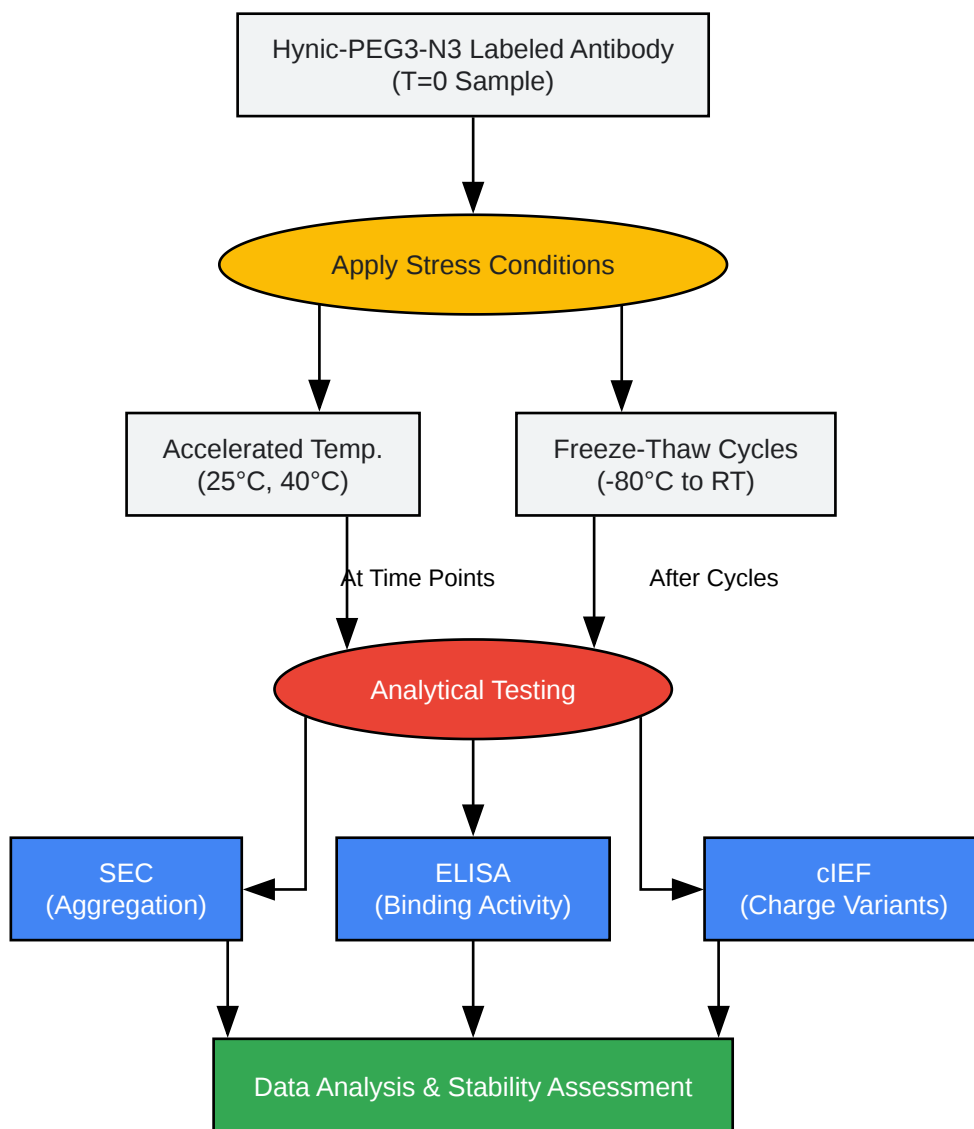 Hynic-PEG3-N3 Labeled Antibody
(T=0 Sample)
Apply Stress Conditions
Accelerated Temp.
(25°C, 40°C)
Freeze-Thaw Cycles
(-80°C to RT)
At Time Points
After Cycles
Analytical Testing
SEC
(Aggregation)
ELISA
(Binding Activity)
cIEF
(Charge Variants)
Data Analysis & Stability Assessment